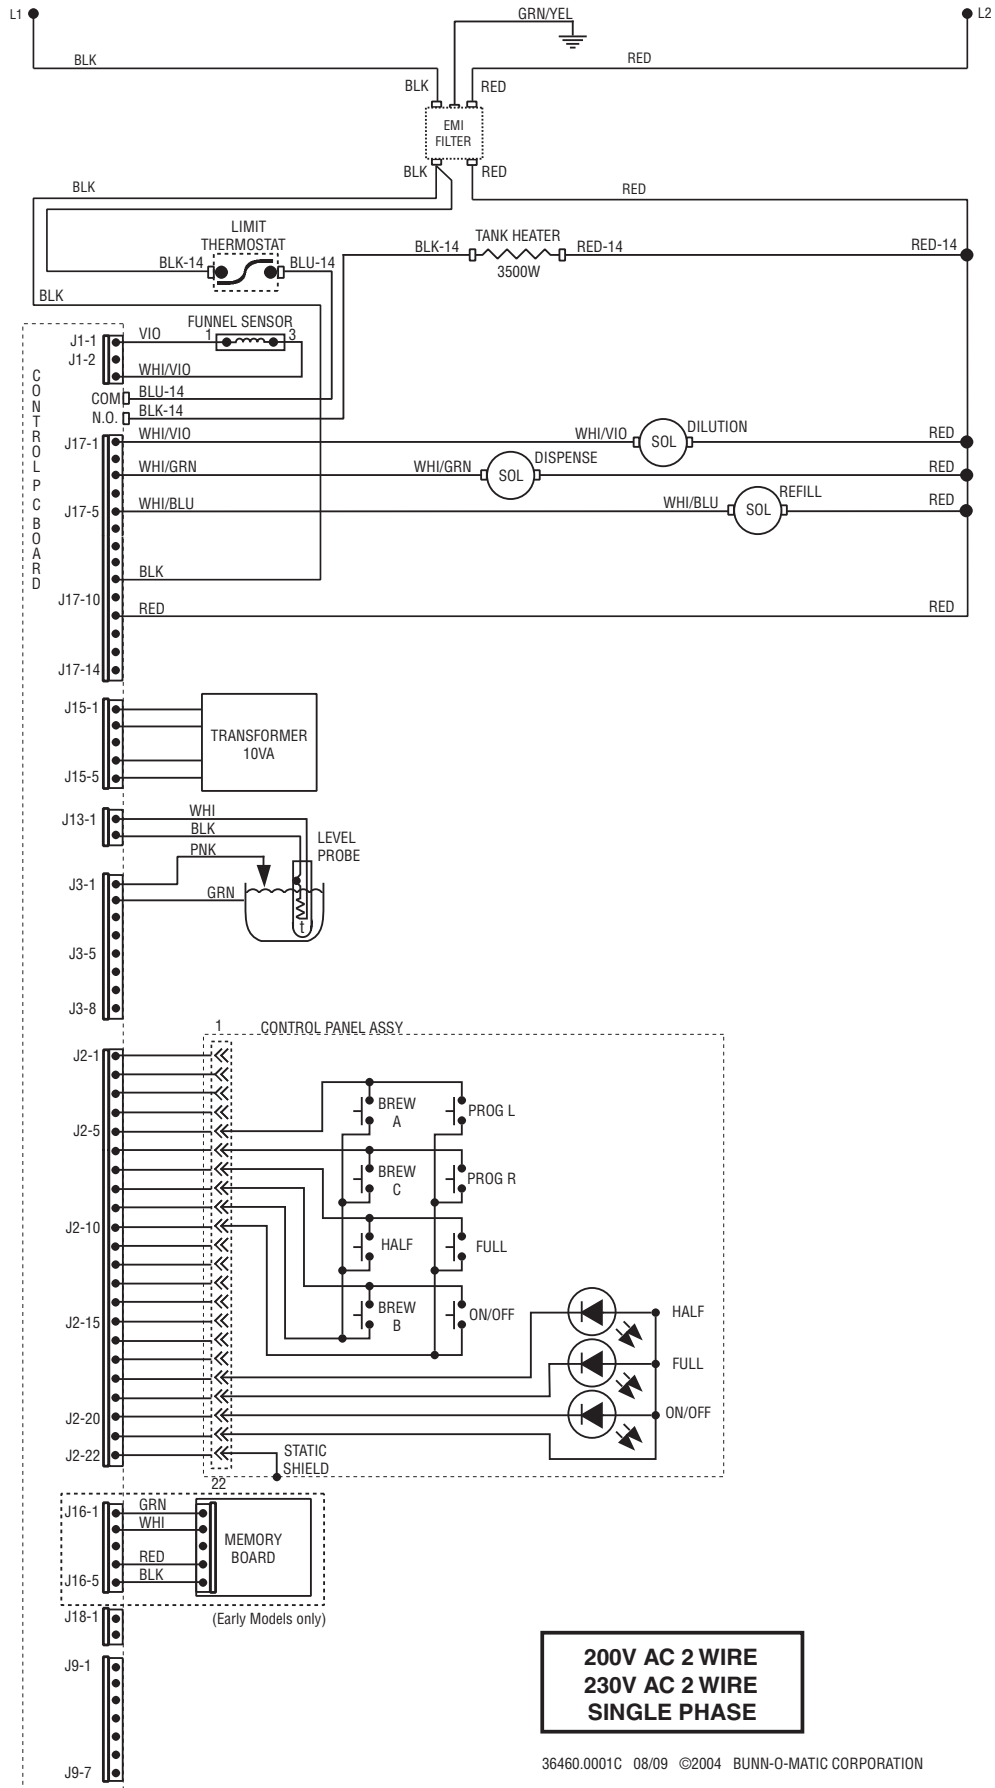 L1
GRN/YEL
L2
BLK
RED
BLK
RED
EMI
FILTER
BLK
RED
BLK
RED
LIMIT
THERMOSTAT
BLK-14
BLU-14
BLK-14
TANK HEATER
3500W
RED-14
RED-14
BLK
FUNNEL SENSOR
J1-1
VIO
1
3
J1-2
WHI/VIO
CONTROL P C BOARD
COM
BLU-14
N.O.
BLK-14
J17-1
WHI/VIO
WHI/VIO
SOL
DILUTION
RED
WHI/GRN
WHI/GRN
SOL
DISPENSE
RED
J17-5
WHI/BLU
WHI/BLU
SOL
REFILL
RED
BLK
J17-10
RED
RED
J17-14
J15-1
TRANSFORMER
10VA
J15-5
J13-1
WHI
BLK
LEVEL
PROBE
PNK
J3-1
GRN
t
J3-5
J3-8
1
CONTROL PANEL ASSY
J2-1
J2-5
BREW
A
PROG L
BREW
C
PROG R
J2-10
HALF
FULL
BREW
B
ON/OFF
J2-15
HALF
FULL
J2-20
ON/OFF
J2-22
STATIC
SHIELD
22
J16-1
GRN
WHI
MEMORY
BOARD
RED
J16-5
BLK
J18-1
(Early Models only)
J9-1
J9-7
200V AC 2 WIRE
230V AC 2 WIRE
SINGLE PHASE
36460.0001C 08/09 ©2004 BUNN-O-MATIC CORPORATION